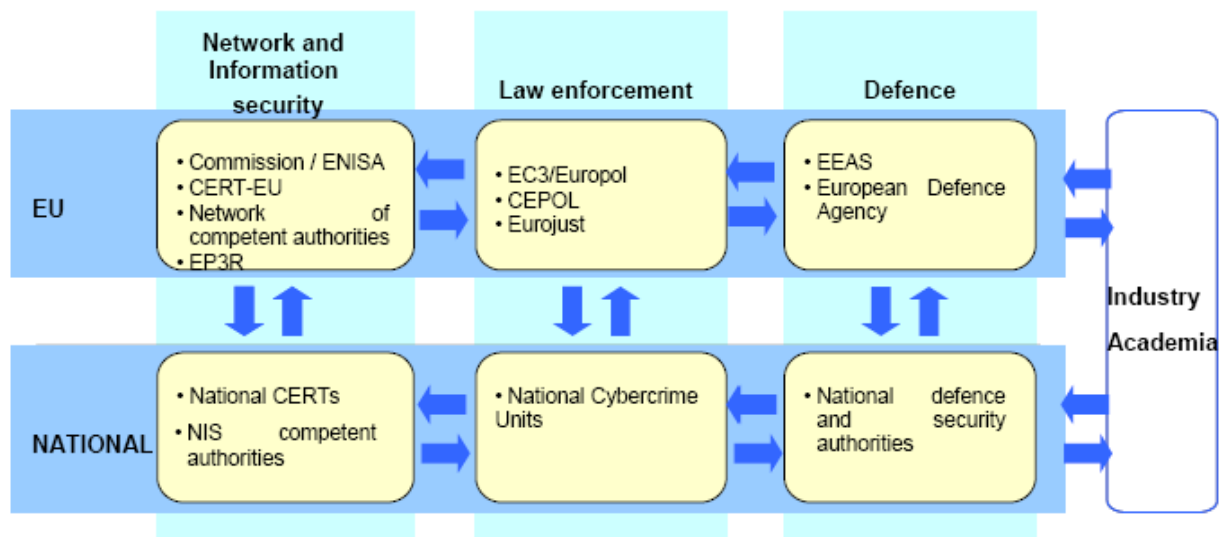 Network and
Information
security
Law enforcement
Defence
EU
• Commission / ENISA
• CERT-EU
• Network of
competent authorities
• EP3R
• EC3/Europol
• CEPOL
• Eurojust
• EEAS
• European Defence
Agency
Industry
Academia
NATIONAL
• National CERTs
• NIS competent
authorities
• National Cybercrime
Units
• National defence
and security
authorities